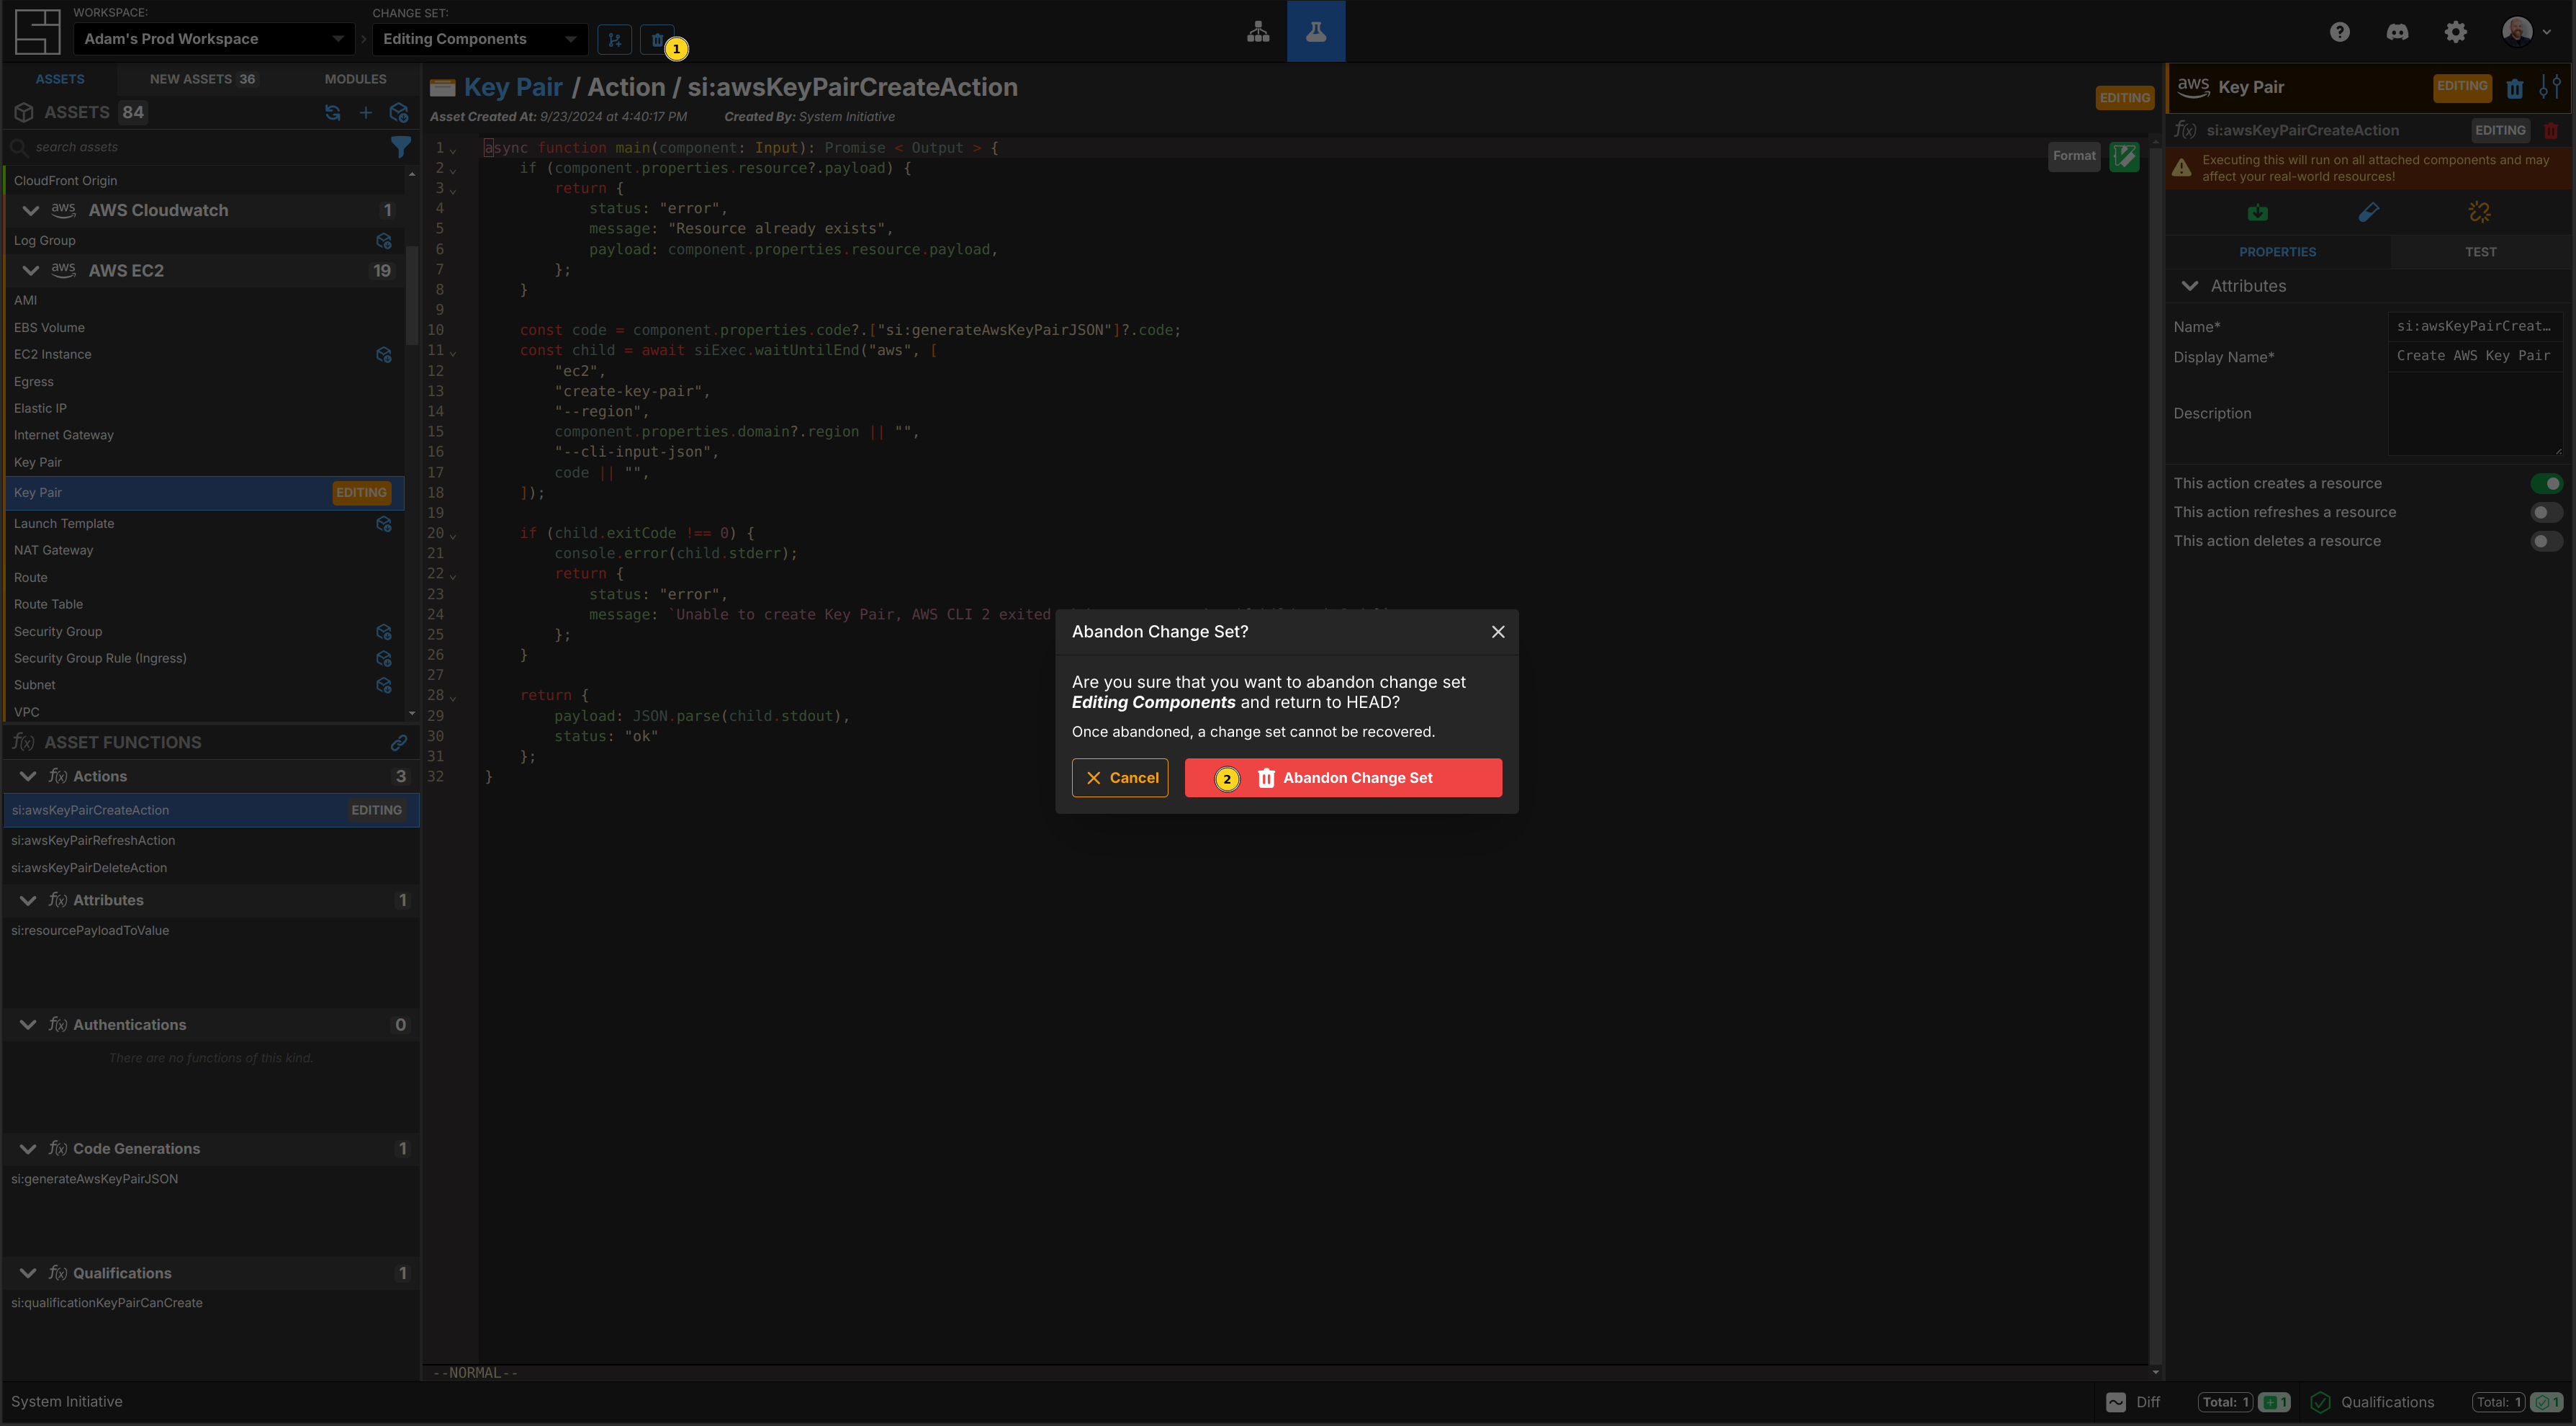 WORKSPACE:
Adam's Prod Workspace
CHANGE SET:
Editing Components
1
ASSETS
NEW ASSETS 36
MODULES
ASSETS 84
search assets
CloudFront Origin
aws AWS Cloudwatch 1
Log Group
aws AWS EC2 19
AMI
EBS Volume
EC2 Instance
Egress
Elastic IP
Internet Gateway
Key Pair
Key Pair EDITING
Launch Template
NAT Gateway
Route
Route Table
Security Group
Security Group Rule (Ingress)
Subnet
VPC
f(x) ASSET FUNCTIONS
f(x) Actions 3
si:awsKeyPairCreateAction EDITING
si:awsKeyPairRefreshAction
si:awsKeyPairDeleteAction
f(x) Attributes 1
si:resourcePayloadToValue
f(x) Authentications 0
There are no functions of this kind.
f(x) Code Generations 1
si:generateAwsKeyPairJSON
f(x) Qualifications 1
si:qualificationKeyPairCanCreate
Key Pair / Action / si:awsKeyPairCreateAction
EDITING
Asset Created At: 9/23/2024 at 4:40:17 PM Created By: System Initiative
Format
1 async function main(component: Input): Promise < Output > {
2 if (component.properties.resource?.payload) {
3 return {
4 status: "error",
5 message: "Resource already exists",
6 payload: component.properties.resource.payload,
7 };
8 }
9
10 const code = component.properties.code?.["si:generateAwsKeyPairJSON"]?.code;
11 const child = await siExec.waitUntilEnd("aws", [
12 "ec2",
13 "create-key-pair",
14 "--region",
15 component.properties.domain?.region || "",
16 "--cli-input-json",
17 code || "",
18 ]);
19
20 if (child.exitCode !== 0) {
21 console.error(child.stderr);
22 return {
23 status: "error",
24 message: `Unable to create Key Pair, AWS CLI 2 exited
25 };
26 }
27
28 return {
29 payload: JSON.parse(child.stdout),
30 status: "ok"
31 };
32 }
--NORMAL--
Abandon Change Set?
Are you sure that you want to abandon change set
Editing Components and return to HEAD?
Once abandoned, a change set cannot be recovered.
Cancel
2 Abandon Change Set
aws Key Pair EDITING
f(x) si:awsKeyPairCreateAction EDITING
Executing this will run on all attached components and may
affect your real-world resources!
PROPERTIES
TEST
Attributes
Name* si:awsKeyPairCreat…
Display Name* Create AWS Key Pair
Description
This action creates a resource
This action refreshes a resource
This action deletes a resource
System Initiative
Diff Total: 1 1
Qualifications Total: 1 1